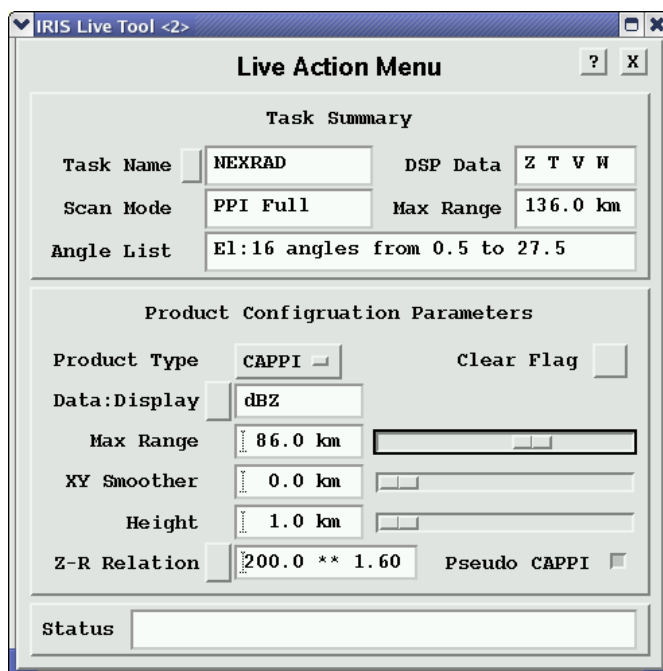 IRIS Live Tool <2>
Live Action Menu ? X
Task Summary
Task Name NEXRAD DSP Data Z T V W
Scan Mode PPI Full Max Range 136.0 km
Angle List El:16 angles from 0.5 to 27.5
Product Configruation Parameters
Product Type CAPPI Clear Flag
Data:Display dBZ
Max Range 86.0 km
XY Smoother 0.0 km
Height 1.0 km
Z-R Relation 200.0 ** 1.60 Pseudo CAPPI
Status